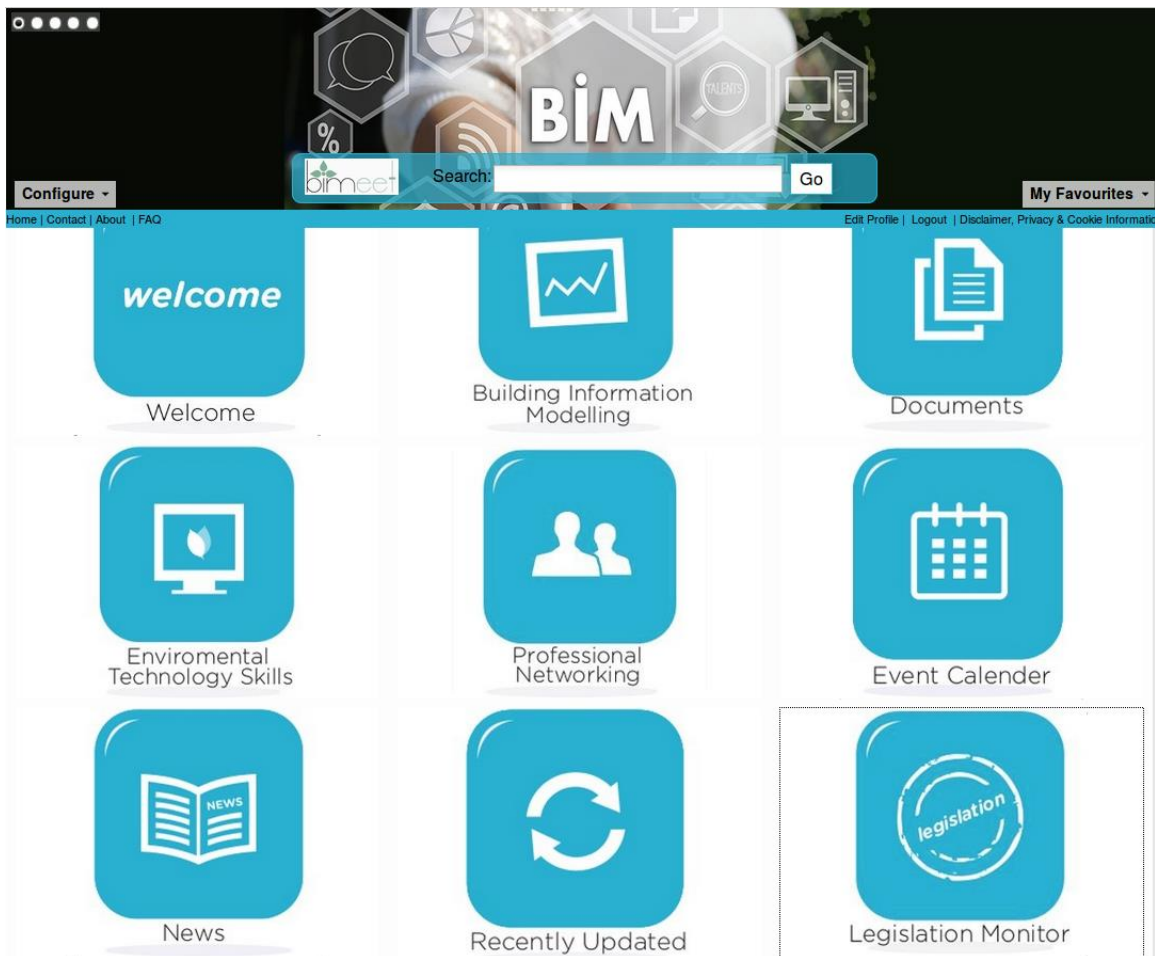 TALENTS
BİM
%
bimeet
Search:
Go
Configure
My Favourites
Home | Contact | About | FAQ
Edit Profile | Logout | Disclaimer, Privacy & Cookie Informatio
welcome
Welcome
Building Information
Modelling
Documents
Enviromental
Technology Skills
Professional
Networking
Event Calender
NEWS
News
Recently Updated
legislation
Legislation Monitor